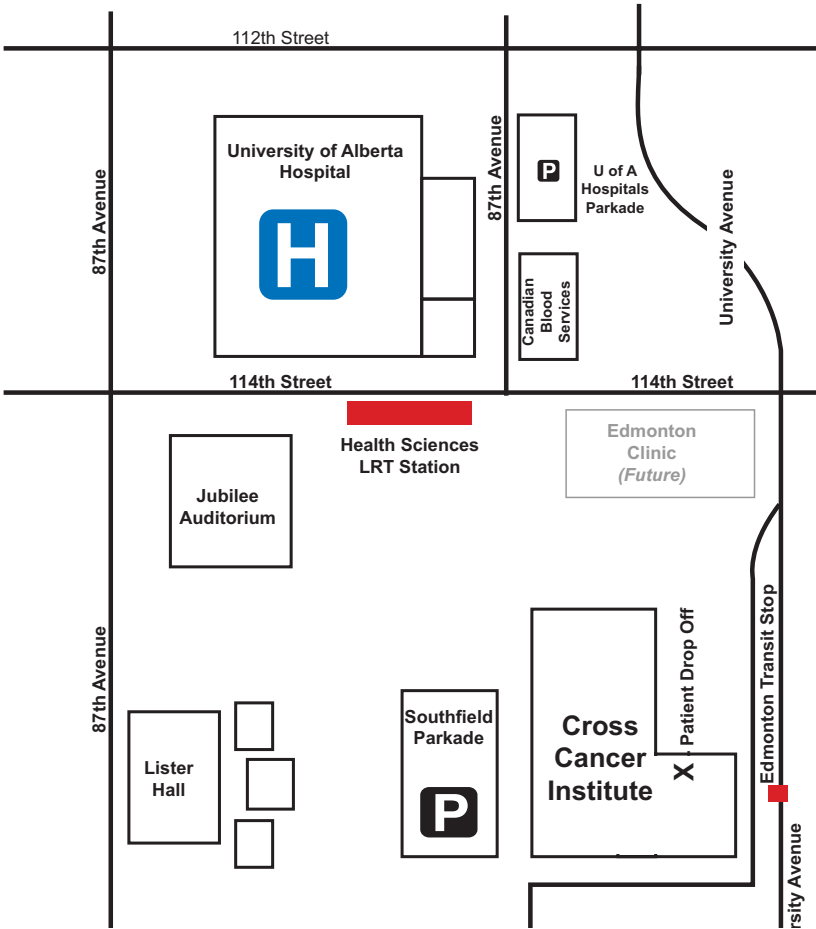 112th Street
University of Alberta
Hospital
H
87th Avenue
87th Avenue
P
U of A
Hospitals
Parkade
University Avenue
Canadian
Blood
Services
114th Street
114th Street
Health Sciences
LRT Station
Edmonton
Clinic
(Future)
Jubilee
Auditorium
87th Avenue
Lister
Hall
Southfield
Parkade
P
Cross
Cancer
Institute
X - Patient Drop Off
Edmonton Transit Stop
rsity Avenue